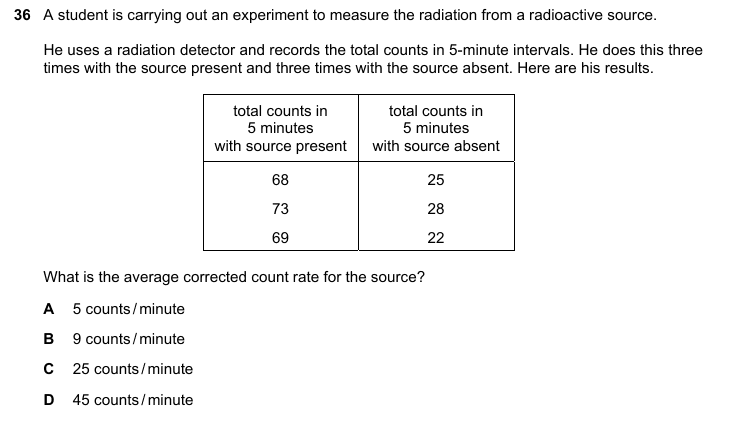 36 A student is carrying out an experiment to measure the radiation from a radioactive source.
He uses a radiation detector and records the total counts in 5-minute intervals. He does this three
times with the source present and three times with the source absent. Here are his results.
total counts in
5 minutes
with source present
total counts in
5 minutes
with source absent
68 25
73 28
69 22
What is the average corrected count rate for the source?
A 5 counts/minute
B 9 counts/minute
C 25 counts/minute
D 45 counts/minute